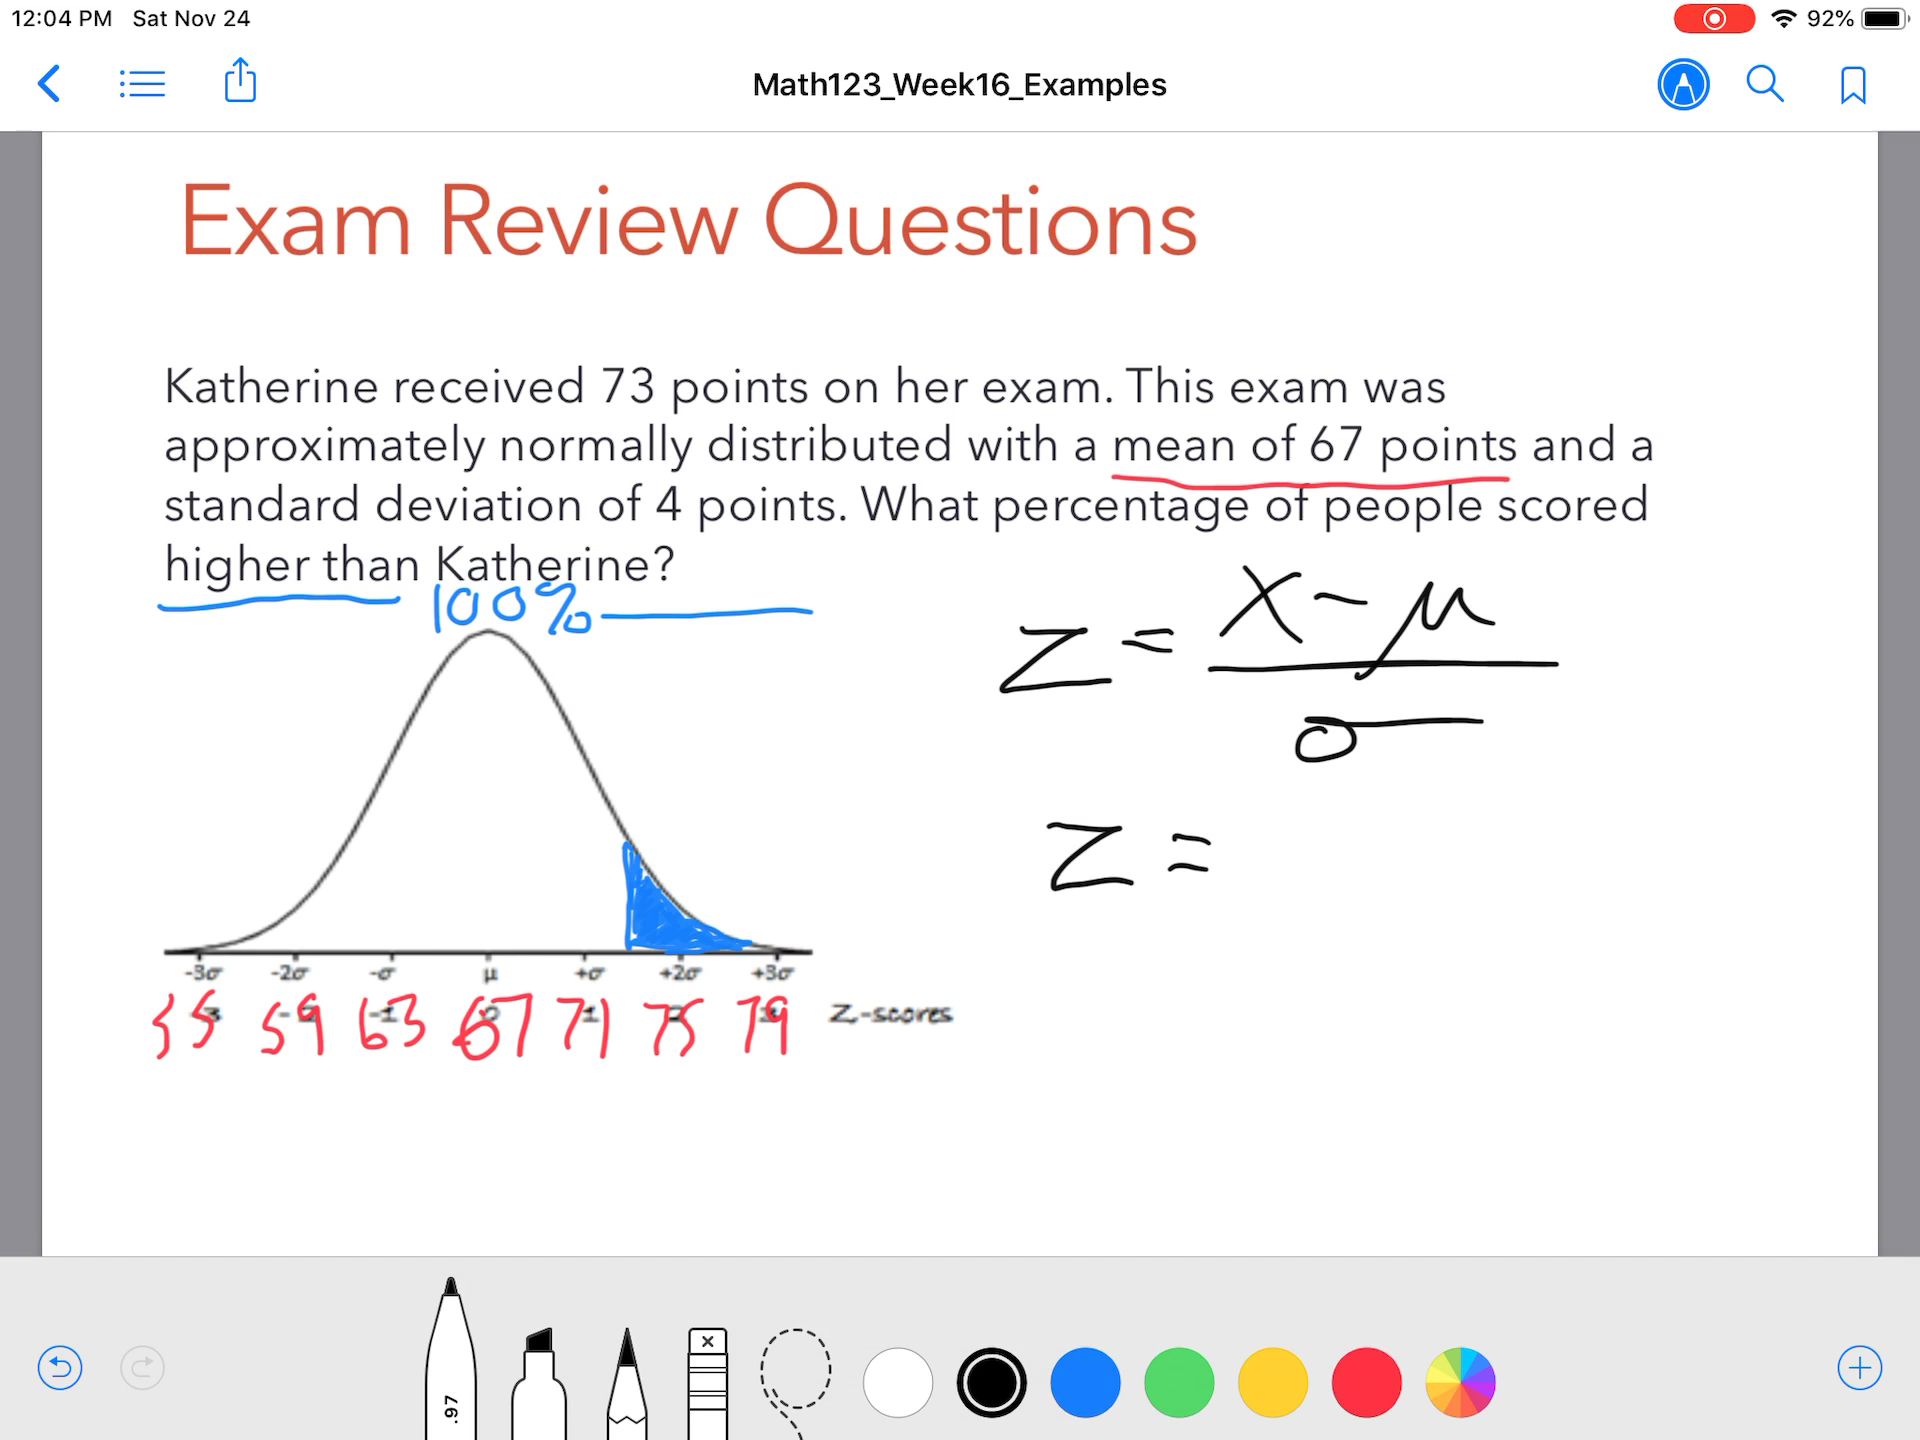 12:04 PM Sat Nov 24
92%
Math123_Week16_Examples
Exam Review Questions
Katherine received 73 points on her exam. This exam was
approximately normally distributed with a mean of 67 points and a
standard deviation of 4 points. What percentage of people scored
higher than Katherine?
100%
Z = X - μ
σ
Z =
-3σ -2σ -σ μ +σ +2σ +3σ
55 59 63 67 71 75 79 Z-scores
.97